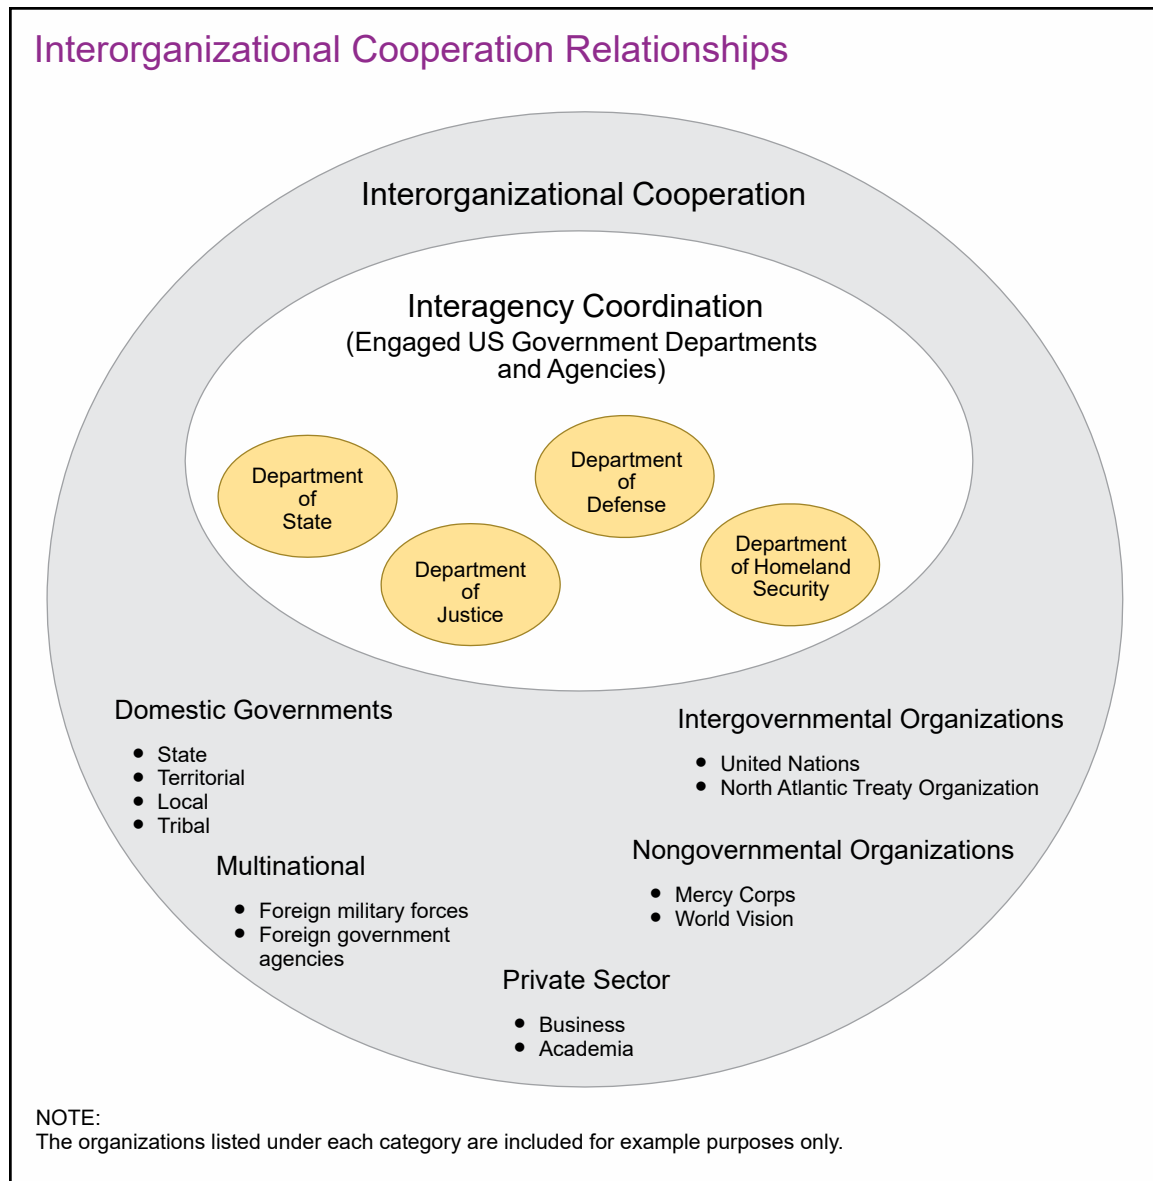 Interorganizational Cooperation Relationships
Interorganizational Cooperation
Interagency Coordination
(Engaged US Government Departments
and Agencies)
Department
of
State
Department
of
Justice
Department
of
Defense
Department
of Homeland
Security
Domestic Governments
• State
• Territorial
• Local
• Tribal
Multinational
• Foreign military forces
• Foreign government
agencies
Private Sector
• Business
• Academia
Intergovernmental Organizations
• United Nations
• North Atlantic Treaty Organization
Nongovernmental Organizations
• Mercy Corps
• World Vision
NOTE:
The organizations listed under each category are included for example purposes only.